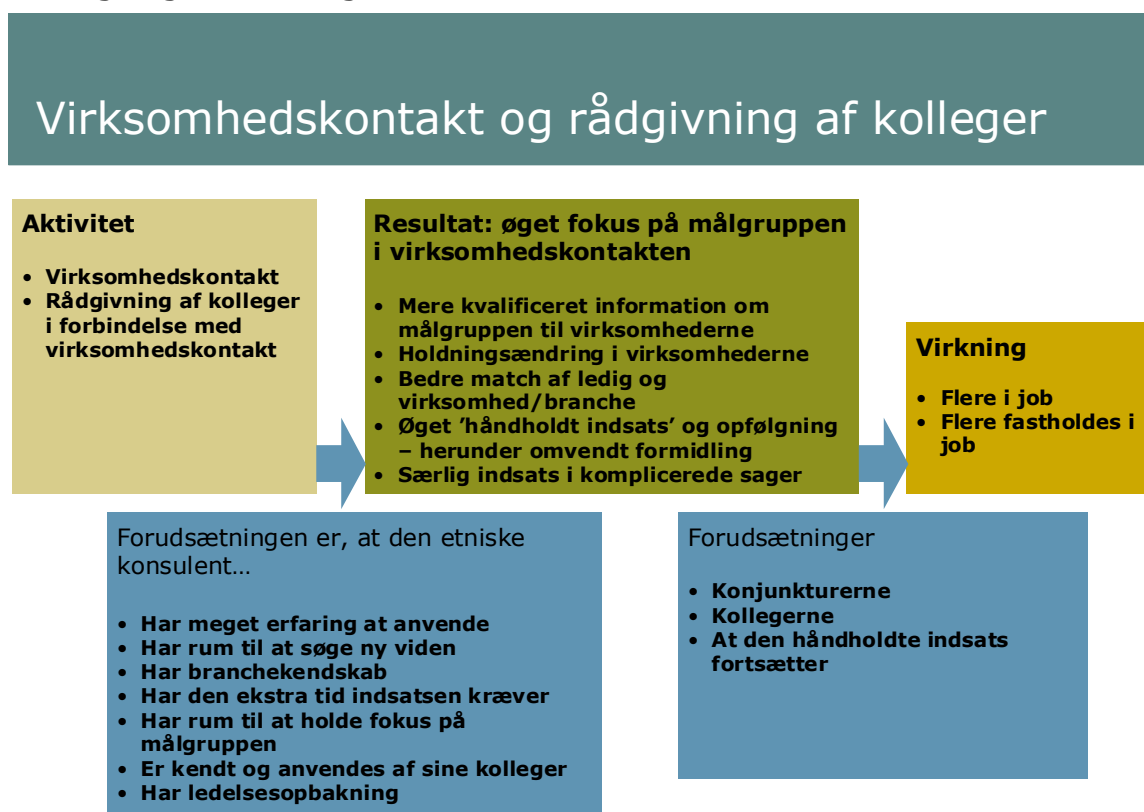 Virksomhedskontakt og rådgivning af kolleger
Aktivitet
• Virksomhedskontakt
• Rådgivning af kolleger
i forbindelse med
virksomhedskontakt
Resultat: øget fokus på målgruppen
i virksomhedskontakten
• Mere kvalificeret information om
målgruppen til virksomhederne
• Holdningsændring i virksomhederne
• Bedre match af ledig og
virksomhed/branche
• Øget ’håndholdt indsats’ og opfølgning
– herunder omvendt formidling
• Særlig indsats i komplicerede sager
Virkning
• Flere i job
• Flere fastholdes i
job
Forudsætningen er, at den etniske
konsulent…
• Har meget erfaring at anvende
• Har rum til at søge ny viden
• Har branchekendskab
• Har den ekstra tid indsatsen kræver
• Har rum til at holde fokus på
målgruppen
• Er kendt og anvendes af sine kolleger
• Har ledelsesopbakning
Forudsætninger
• Konjunkturerne
• Kollegerne
• At den håndholdte indsats
fortsætter